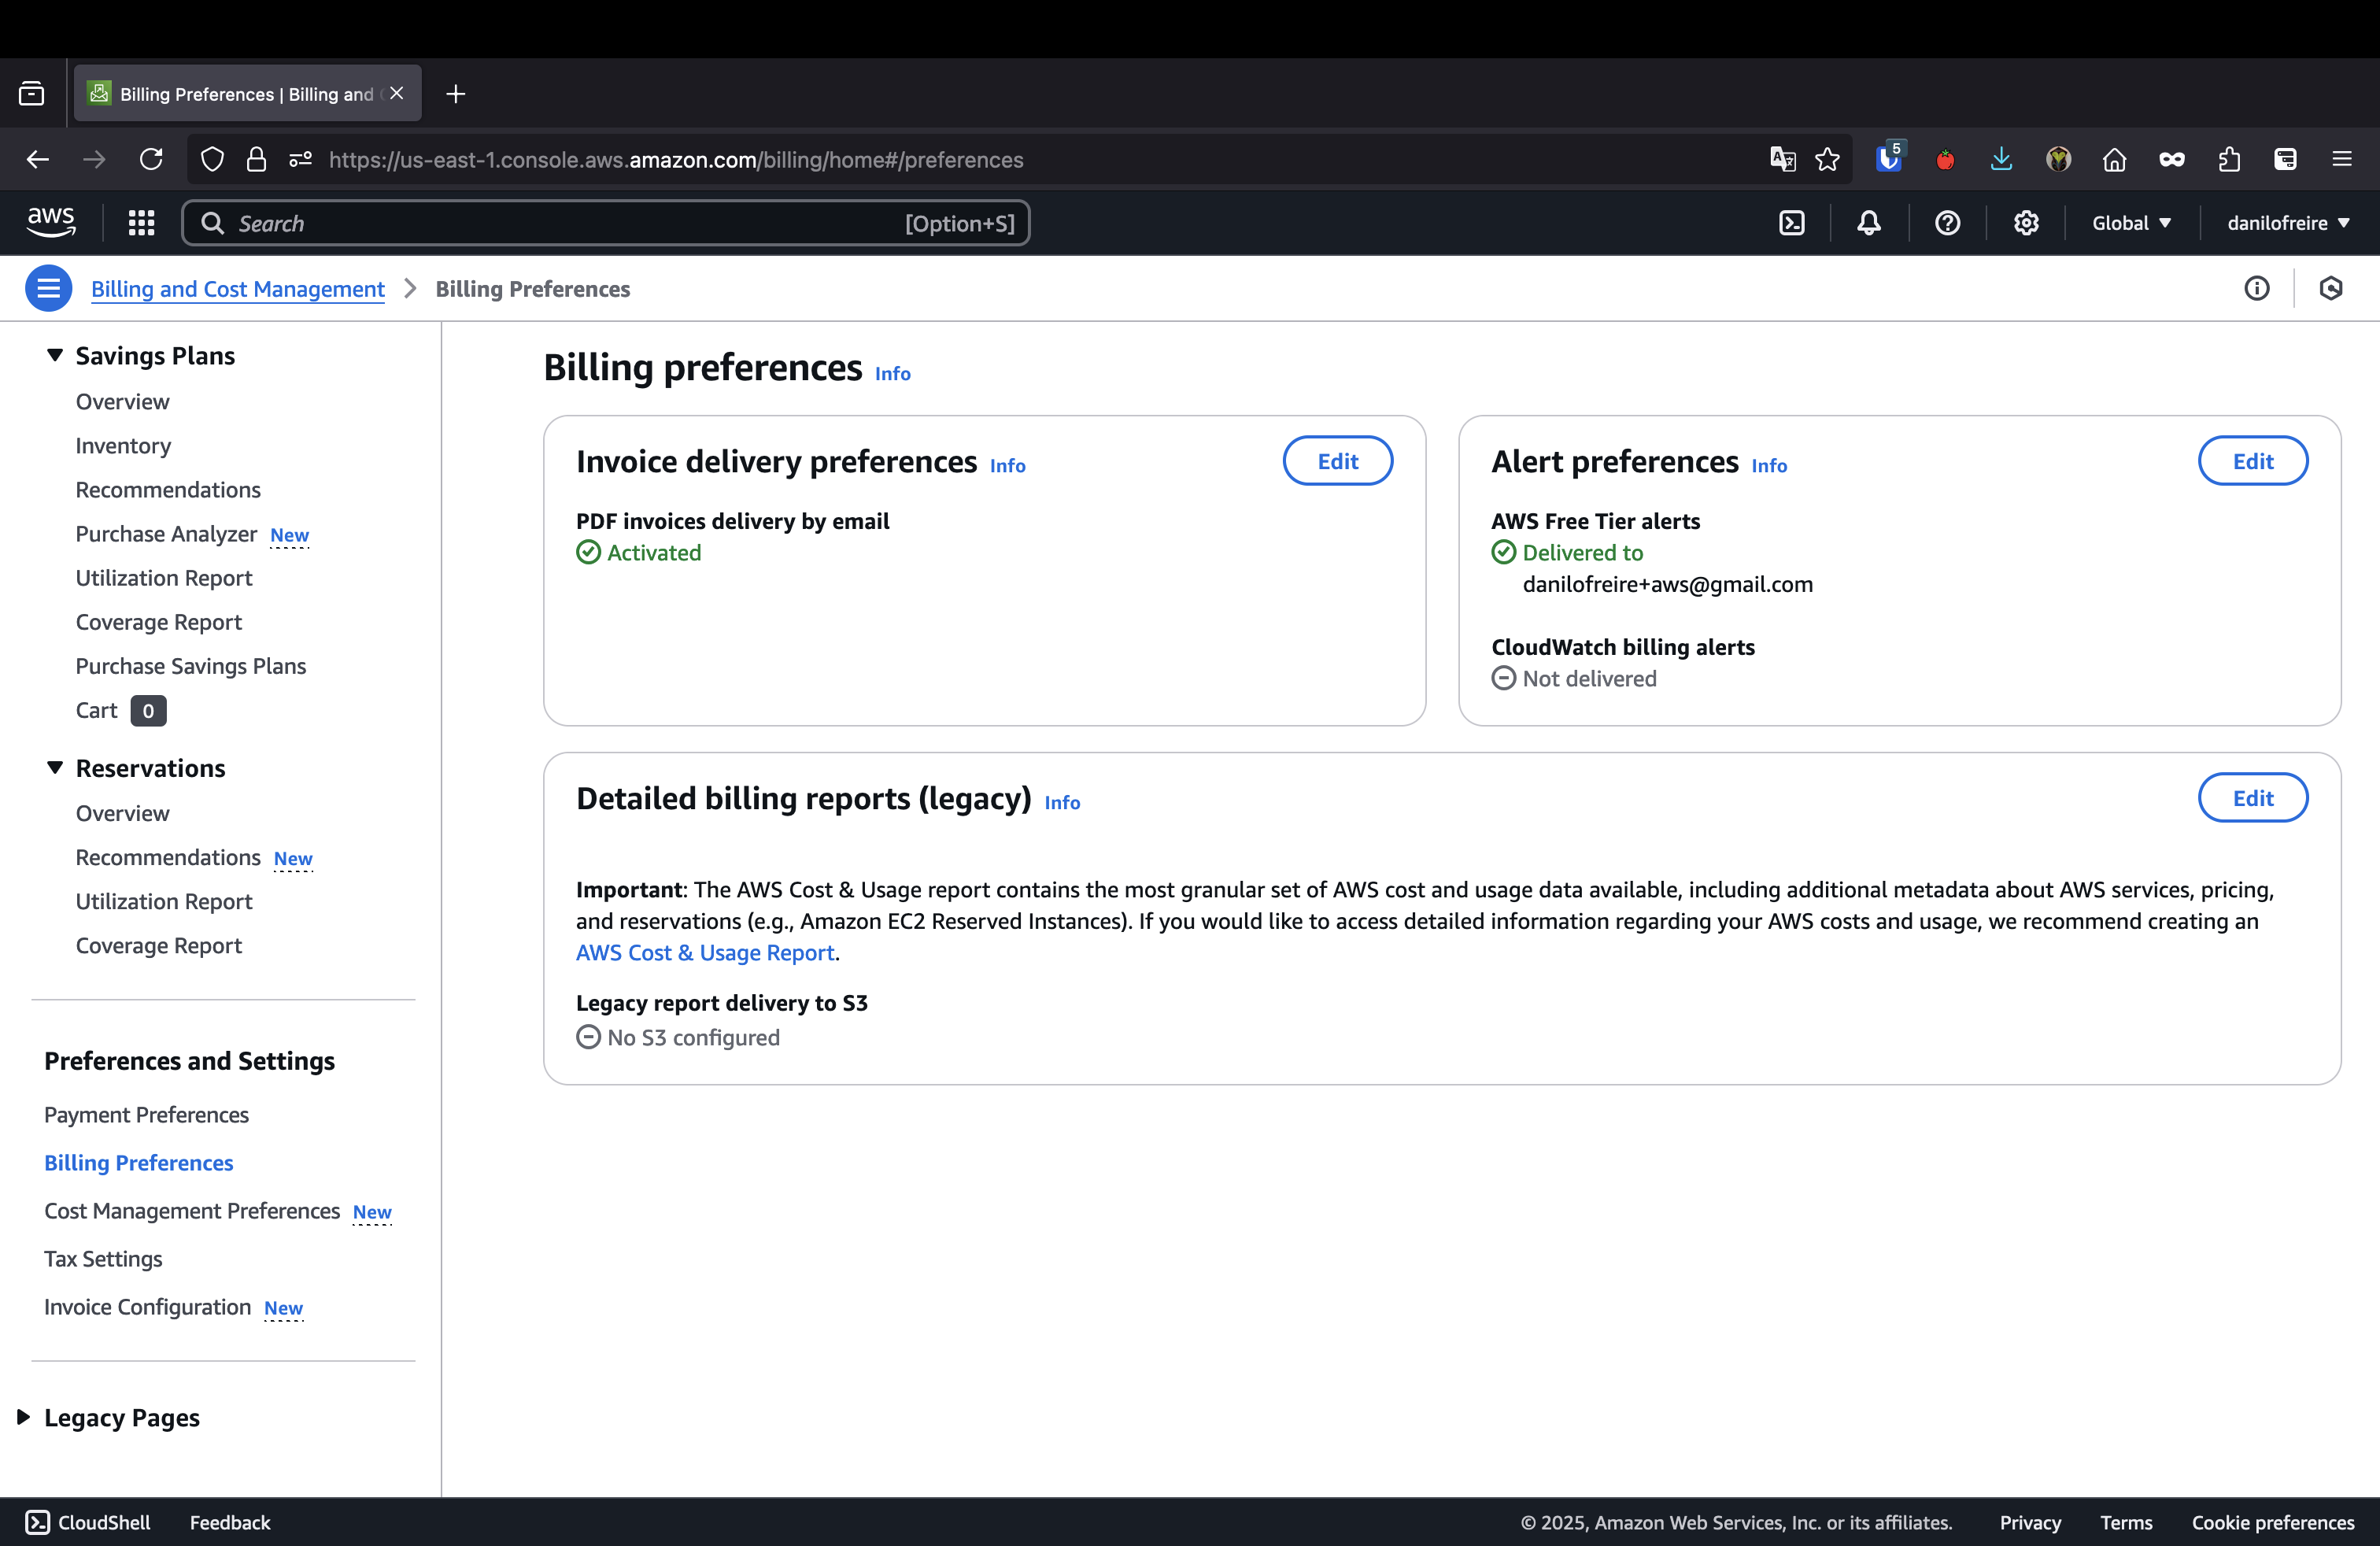 Billing Preferences | Billing and
https://us-east-1.console.aws.amazon.com/billing/home#/preferences
5
aws
Search
[Option+S]
Global
danilofreire
Billing and Cost Management
Billing Preferences
Savings Plans
Overview
Inventory
Recommendations
Purchase Analyzer New
Utilization Report
Coverage Report
Purchase Savings Plans
Cart 0
Reservations
Overview
Recommendations New
Utilization Report
Coverage Report
Preferences and Settings
Payment Preferences
Billing Preferences
Cost Management Preferences New
Tax Settings
Invoice Configuration New
Legacy Pages
Billing preferences Info
Invoice delivery preferences Info
Edit
PDF invoices delivery by email
Activated
Alert preferences Info
Edit
AWS Free Tier alerts
Delivered to
danilofreire+aws@gmail.com
CloudWatch billing alerts
Not delivered
Detailed billing reports (legacy) Info
Edit
Important: The AWS Cost & Usage report contains the most granular set of AWS cost and usage data available, including additional metadata about AWS services, pricing,
and reservations (e.g., Amazon EC2 Reserved Instances). If you would like to access detailed information regarding your AWS costs and usage, we recommend creating an
AWS Cost & Usage Report.
Legacy report delivery to S3
No S3 configured
CloudShell
Feedback
© 2025, Amazon Web Services, Inc. or its affiliates.
Privacy
Terms
Cookie preferences